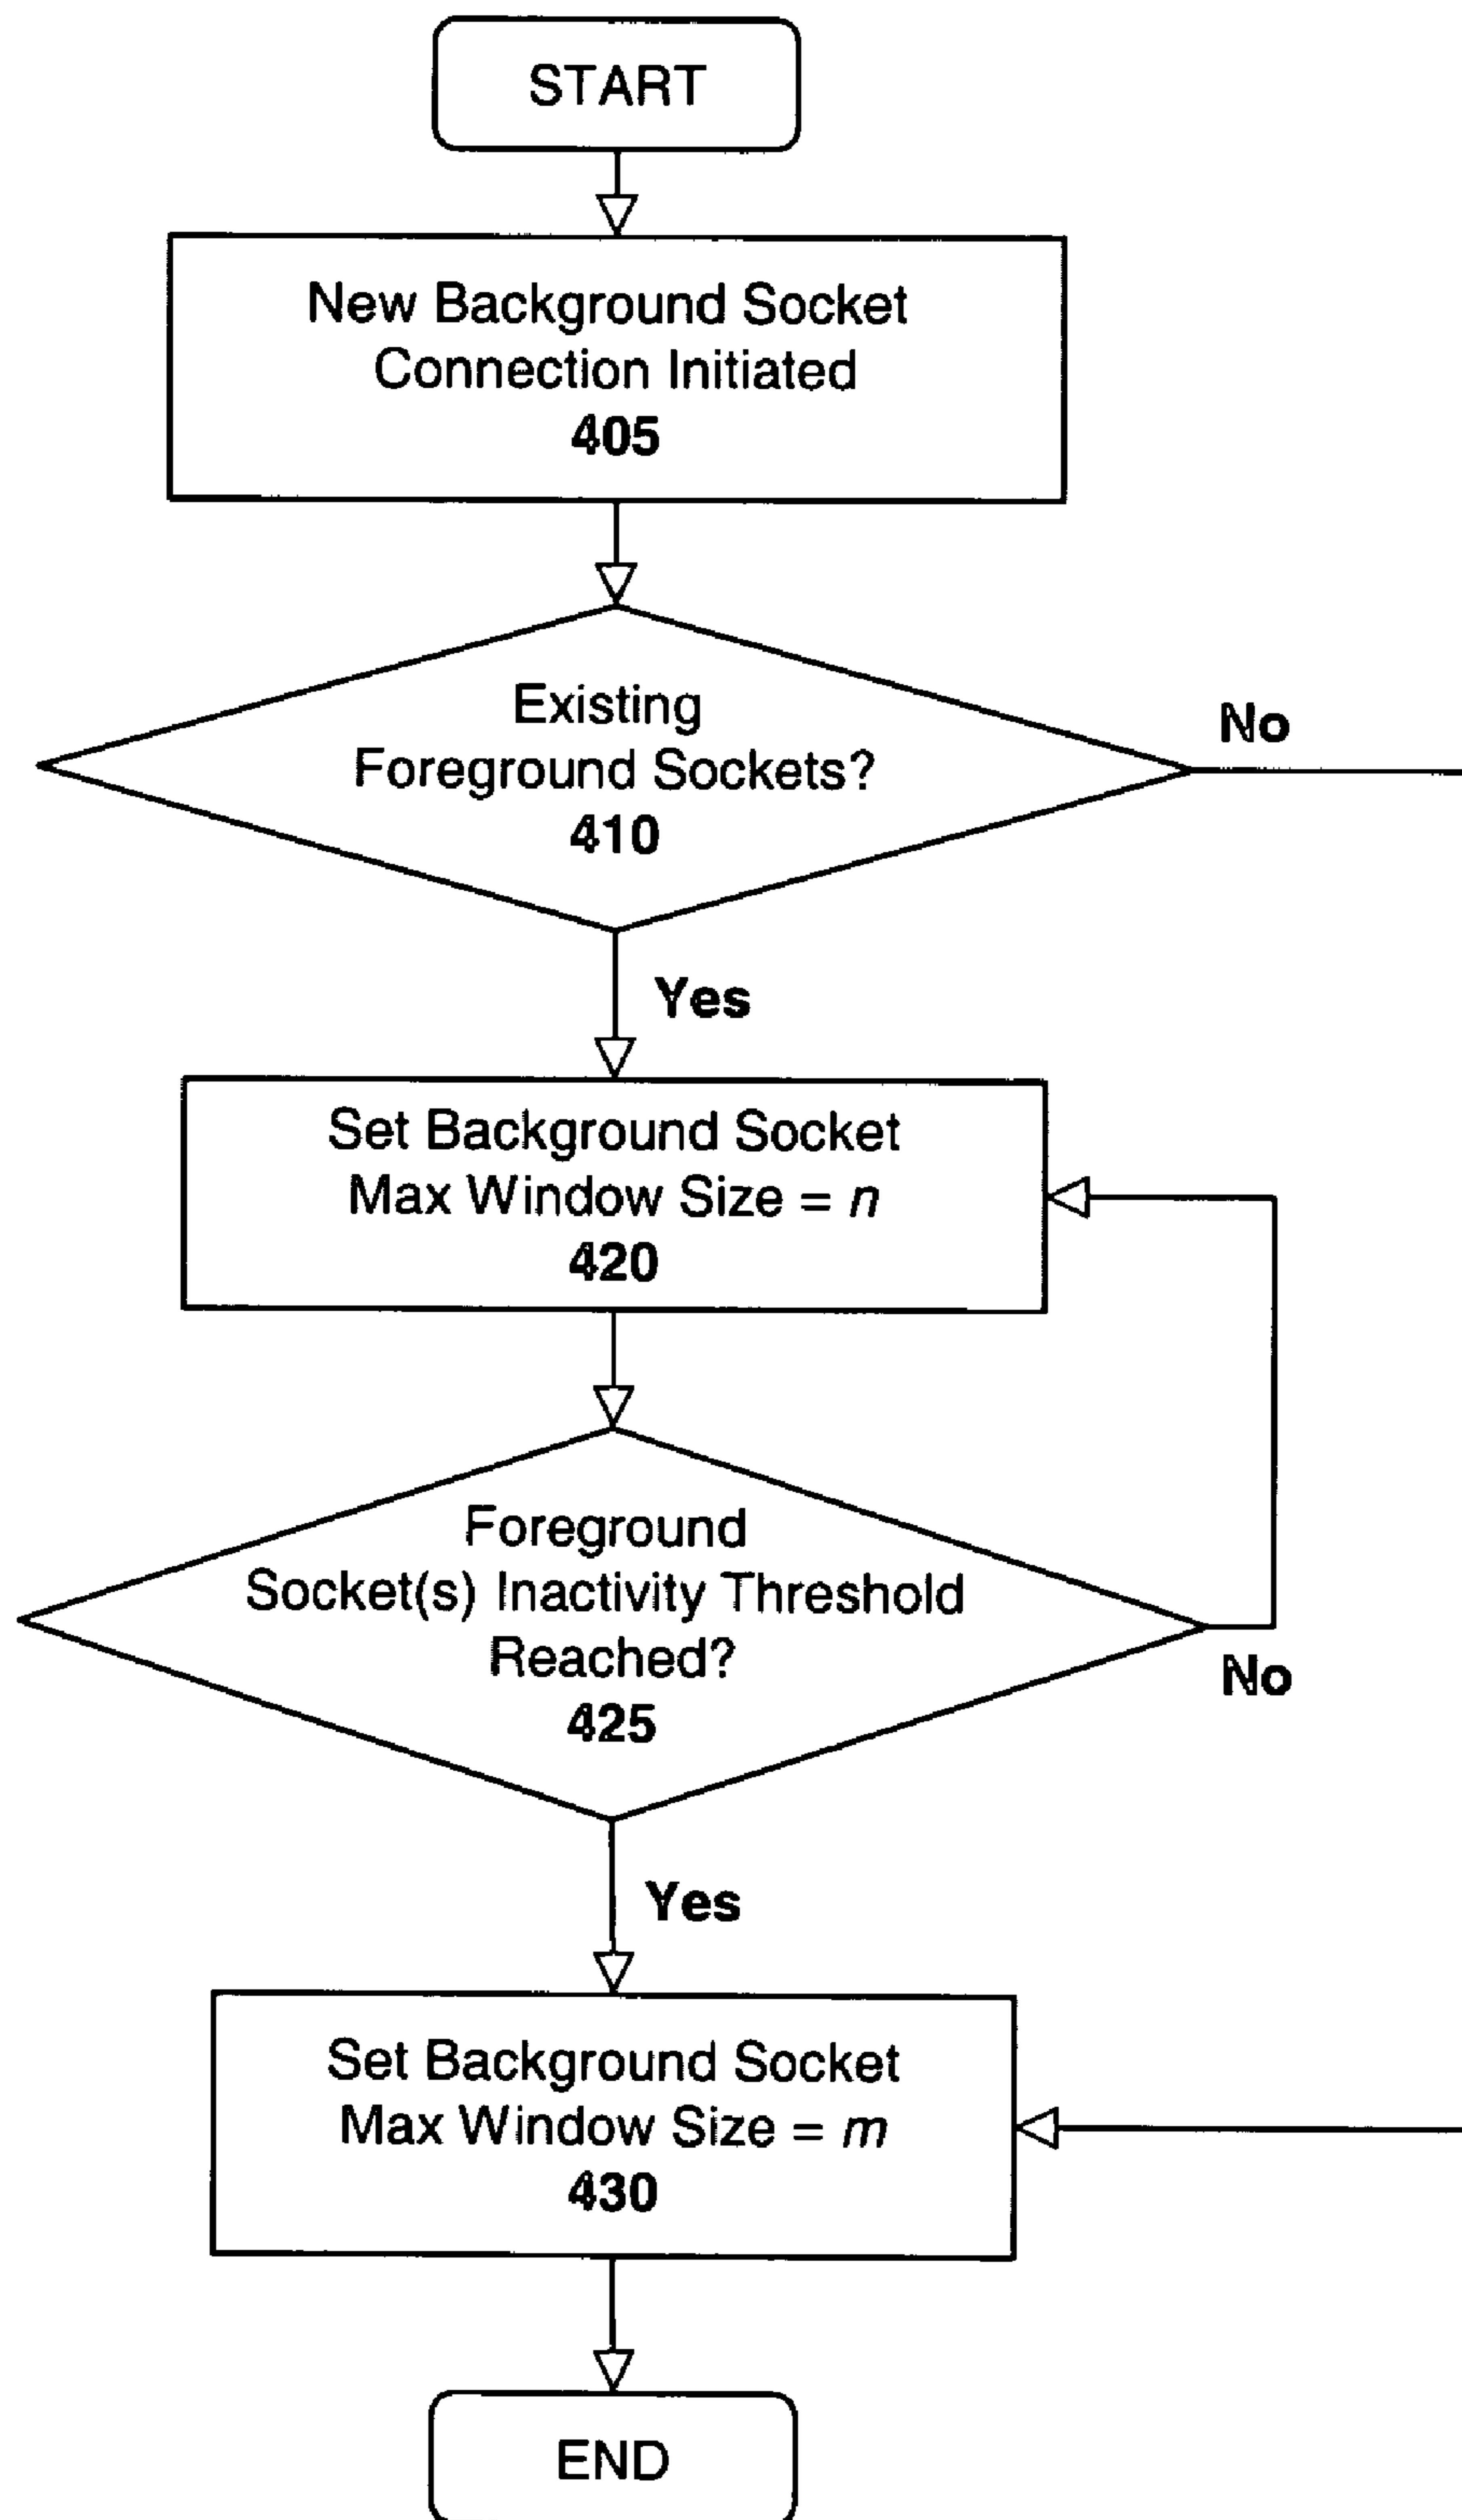 START
New Background Socket
Connection Initiated
405
Existing
Foreground Sockets?
410
No
Yes
Set Background Socket
Max Window Size = n
420
Foreground
Socket(s) Inactivity Threshold
Reached?
425
No
Yes
Set Background Socket
Max Window Size = m
430
END